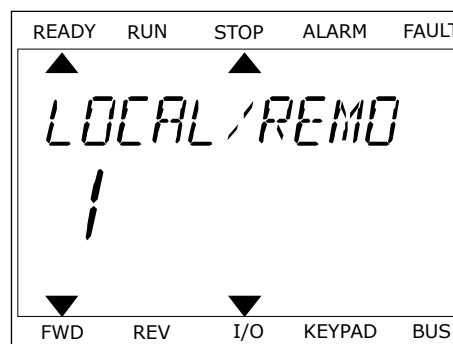 READY RUN STOP ALARM FAULT
LOCAL/REMO
1
FWD REV I/O KEYPAD BUS